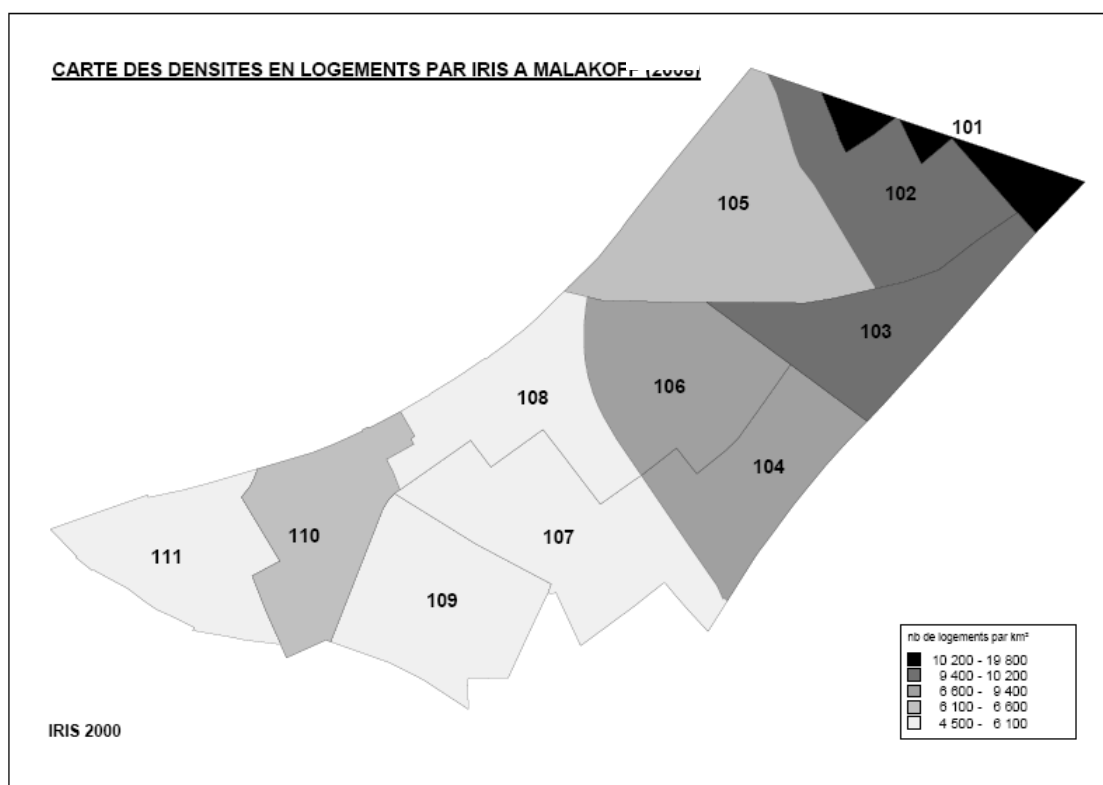 CARTE DES DENSITES EN LOGEMENTS PAR IRIS A MALAKOFF (2008)
101
102
105
103
106
108
104
110
107
111
109
nb de logements par km²
10 200 - 19 800
9 400 - 10 200
6 600 - 9 400
6 100 - 6 600
4 500 - 6 100
IRIS 2000